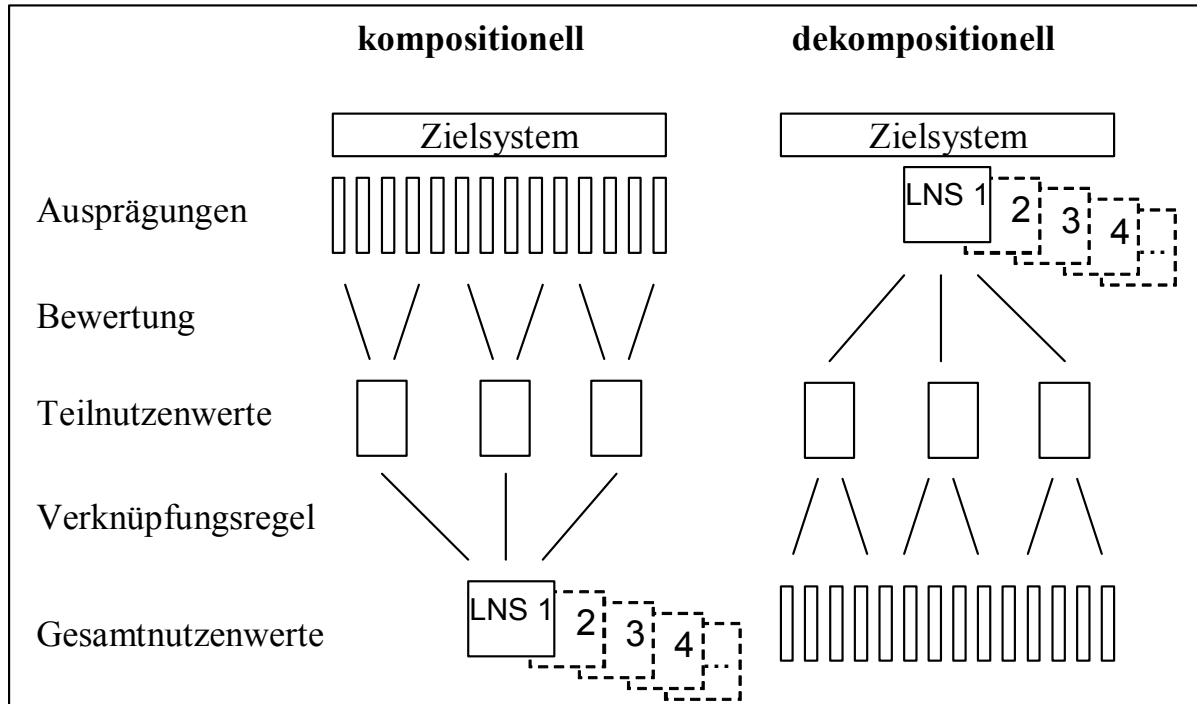 kompositionell dekompositionell
Zielsystem Zielsystem
Ausprägungen
LNS 1 2 3 4 ...
Bewertung
Teilnutzenwerte
Verknüpfungsregel
Gesamtnutzenwerte
LNS 1 2 3 4 ...